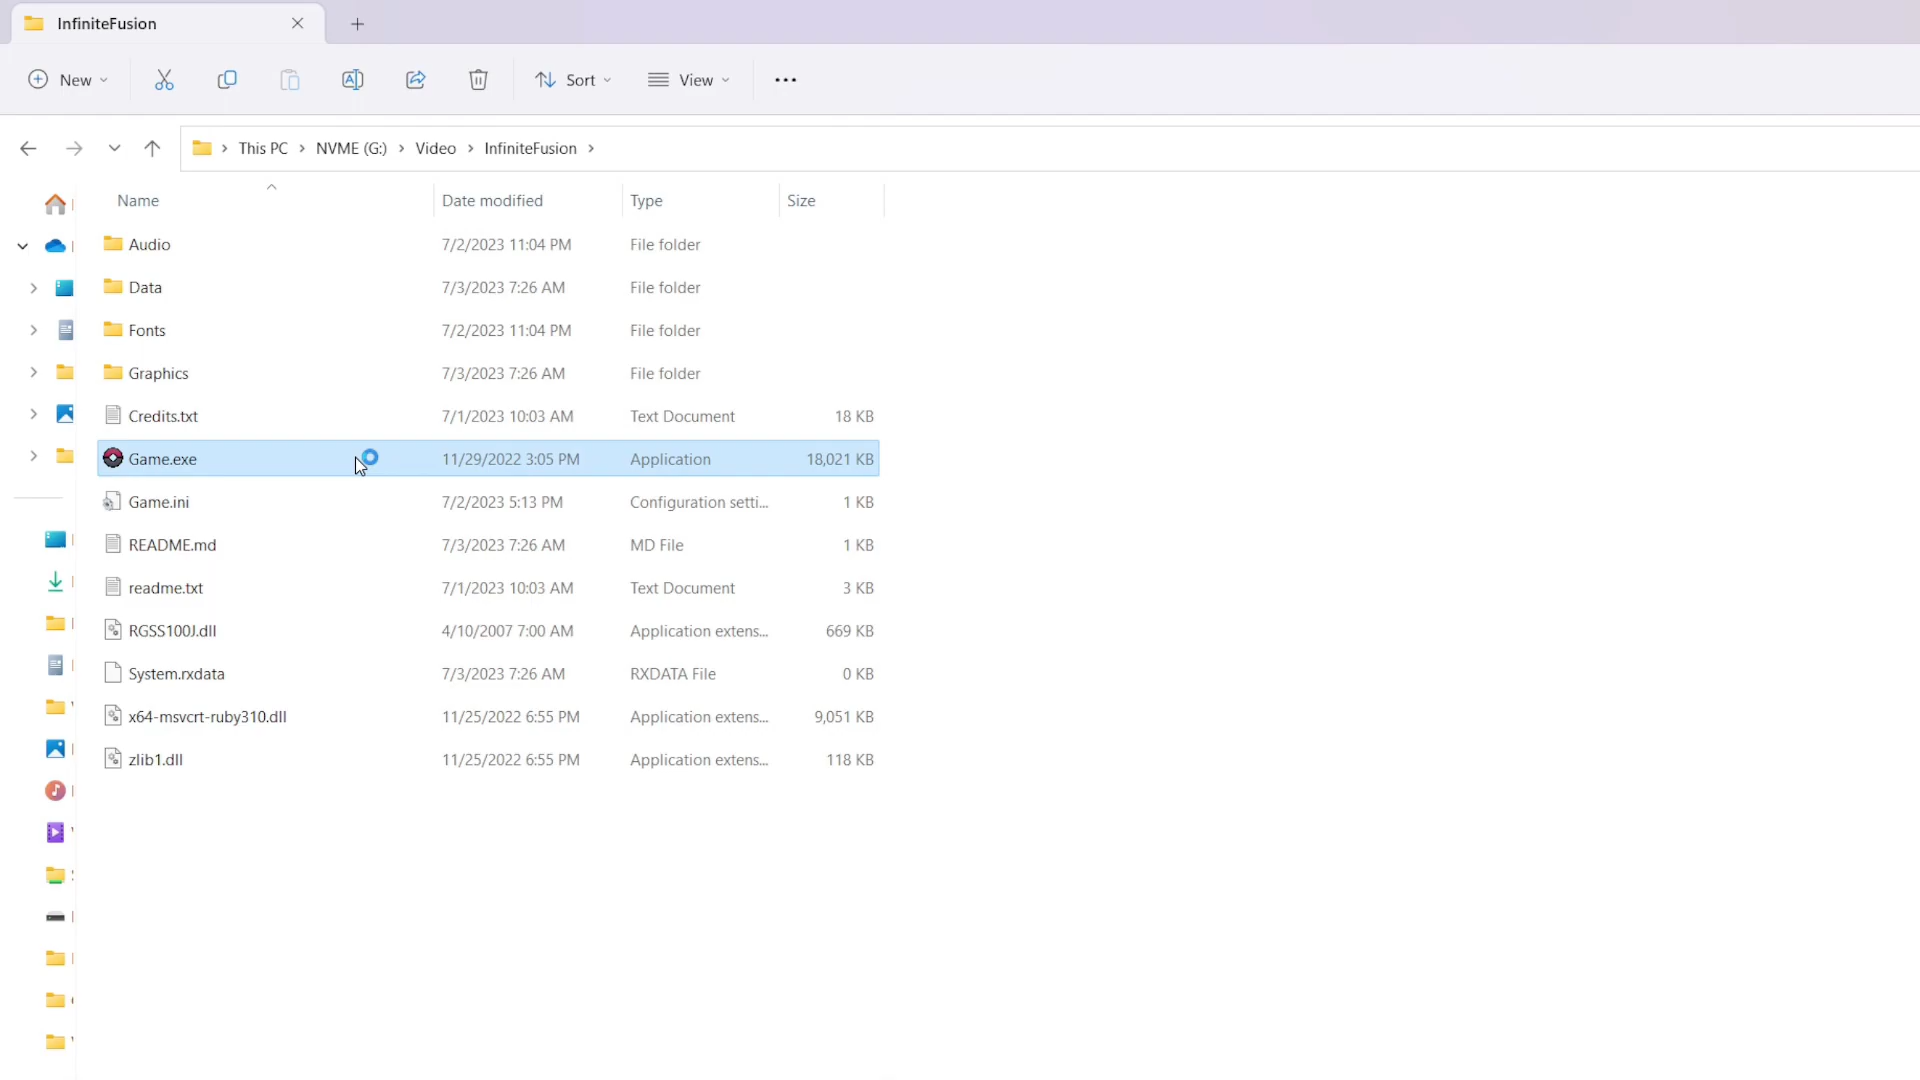 InfiniteFusion
New
Sort
View
This PC > NVME (G:) > Video > InfiniteFusion >
Name Date modified Type Size
Audio 7/2/2023 11:04 PM File folder
Data 7/3/2023 7:26 AM File folder
Fonts 7/2/2023 11:04 PM File folder
Graphics 7/3/2023 7:26 AM File folder
Credits.txt 7/1/2023 10:03 AM Text Document 18 KB
Game.exe 11/29/2022 3:05 PM Application 18,021 KB
Game.ini 7/2/2023 5:13 PM Configuration setti... 1 KB
README.md 7/3/2023 7:26 AM MD File 1 KB
readme.txt 7/1/2023 10:03 AM Text Document 3 KB
RGSS100J.dll 4/10/2007 7:00 AM Application extens... 669 KB
System.rxdata 7/3/2023 7:26 AM RXDATA File 0 KB
x64-msvcrt-ruby310.dll 11/25/2022 6:55 PM Application extens... 9,051 KB
zlib1.dll 11/25/2022 6:55 PM Application extens... 118 KB